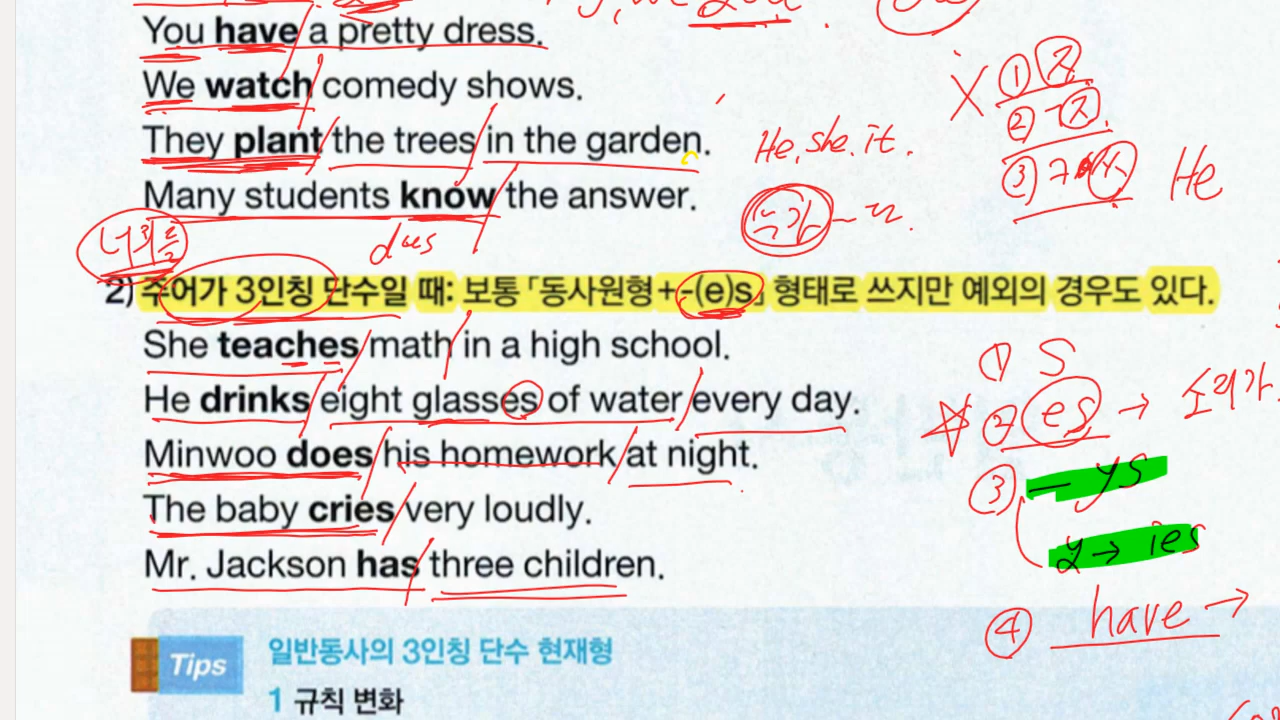 You have a pretty dress.
We watch comedy shows.
They plant the trees in the garden.
He, she, it.
He
Many students know the answer.
does
2) 주어가 3인칭 단수일 때: 보통 「동사원형+-(e)s」 형태로 쓰지만 예외의 경우도 있다.
She teaches math in a high school.
① S
He drinks eight glasses of water every day.
② es → 소리가
Minwoo does his homework at night.
③ — ys
The baby cries very loudly.
y → ies
Mr. Jackson has three children.
④ have →
Tips 일반동사의 3인칭 단수 현재형
1 규칙 변화